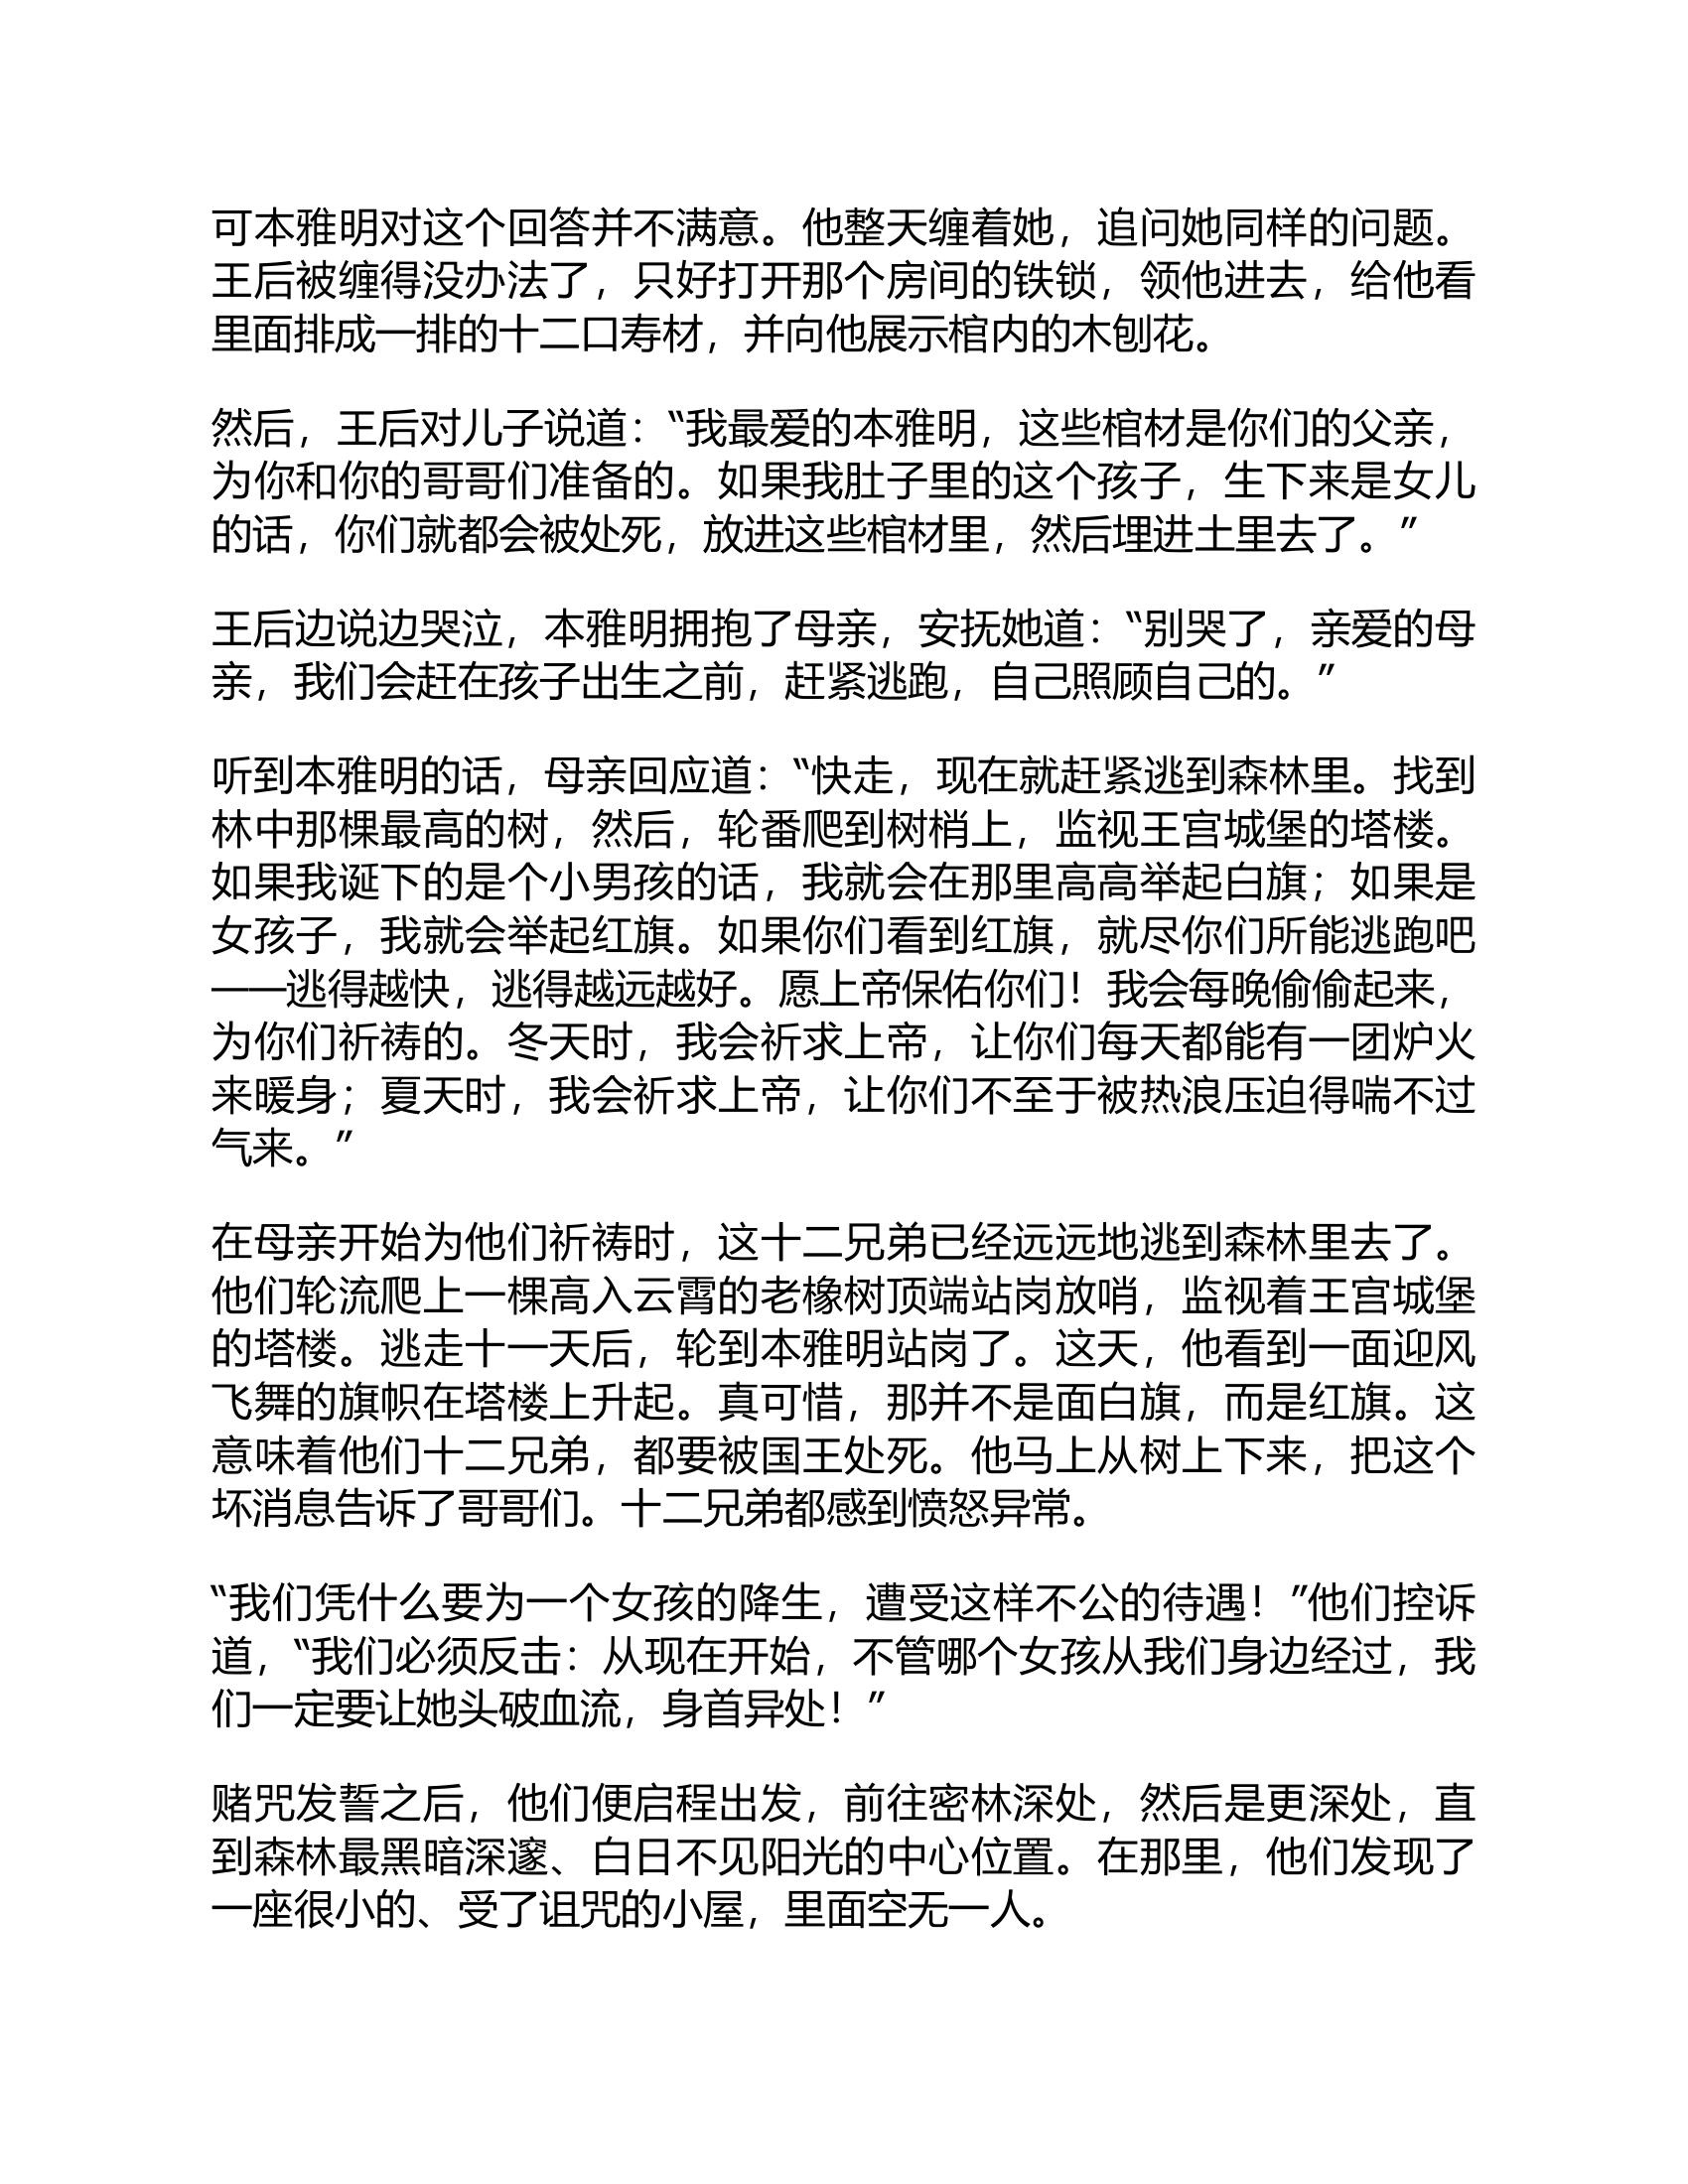 可本雅明对这个回答并不满意。他整天缠着她，追问她同样的问题。
王后被缠得没办法了，只好打开那个房间的铁锁，领他进去，给他看
里面排成一排的十二口寿材，并向他展示棺内的木刨花。
然后，王后对儿子说道：“我最爱的本雅明，这些棺材是你们的父亲，
为你和你的哥哥们准备的。如果我肚子里的这个孩子，生下来是女儿
的话，你们就都会被处死，放进这些棺材里，然后埋进土里去了。”
王后边说边哭泣，本雅明拥抱了母亲，安抚她道：“别哭了，亲爱的母
亲，我们会赶在孩子出生之前，赶紧逃跑，自己照顾自己的。”
听到本雅明的话，母亲回应道：“快走，现在就赶紧逃到森林里。找到
林中那棵最高的树，然后，轮番爬到树梢上，监视王宫城堡的塔楼。
如果我诞下的是个小男孩的话，我就会在那里高高举起白旗；如果是
女孩子，我就会举起红旗。如果你们看到红旗，就尽你们所能逃跑吧
——逃得越快，逃得越远越好。愿上帝保佑你们！我会每晚偷偷起来，
为你们祈祷的。冬天时，我会祈求上帝，让你们每天都能有一团炉火
来暖身；夏天时，我会祈求上帝，让你们不至于被热浪压迫得喘不过
气来。”
在母亲开始为他们祈祷时，这十二兄弟已经远远地逃到森林里去了。
他们轮流爬上一棵高入云霄的老橡树顶端站岗放哨，监视着王宫城堡
的塔楼。逃走十一天后，轮到本雅明站岗了。这天，他看到一面迎风
飞舞的旗帜在塔楼上升起。真可惜，那并不是面白旗，而是红旗。这
意味着他们十二兄弟，都要被国王处死。他马上从树上下来，把这个
坏消息告诉了哥哥们。十二兄弟都感到愤怒异常。
“我们凭什么要为一个女孩的降生，遭受这样不公的待遇！”他们控诉
道，“我们必须反击：从现在开始，不管哪个女孩从我们身边经过，我
们一定要让她头破血流，身首异处！”
赌咒发誓之后，他们便启程出发，前往密林深处，然后是更深处，直
到森林最黑暗深邃、白日不见阳光的中心位置。在那里，他们发现了
一座很小的、受了诅咒的小屋，里面空无一人。